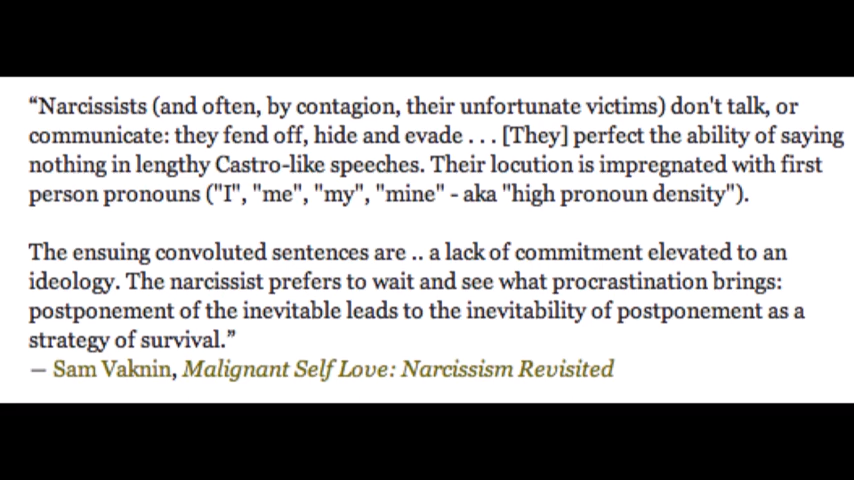 “Narcissists (and often, by contagion, their unfortunate victims) don't talk, or
communicate: they fend off, hide and evade . . . [They] perfect the ability of saying
nothing in lengthy Castro-like speeches. Their locution is impregnated with first
person pronouns ("I", "me", "my", "mine" - aka "high pronoun density").
The ensuing convoluted sentences are .. a lack of commitment elevated to an
ideology. The narcissist prefers to wait and see what procrastination brings:
postponement of the inevitable leads to the inevitability of postponement as a
strategy of survival.”
— Sam Vaknin, Malignant Self Love: Narcissism Revisited